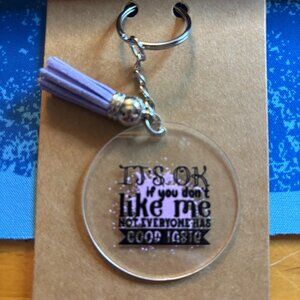 IT'S OK
if you don't
like me
NOT EVERYONE HAS
GOOD TASTE